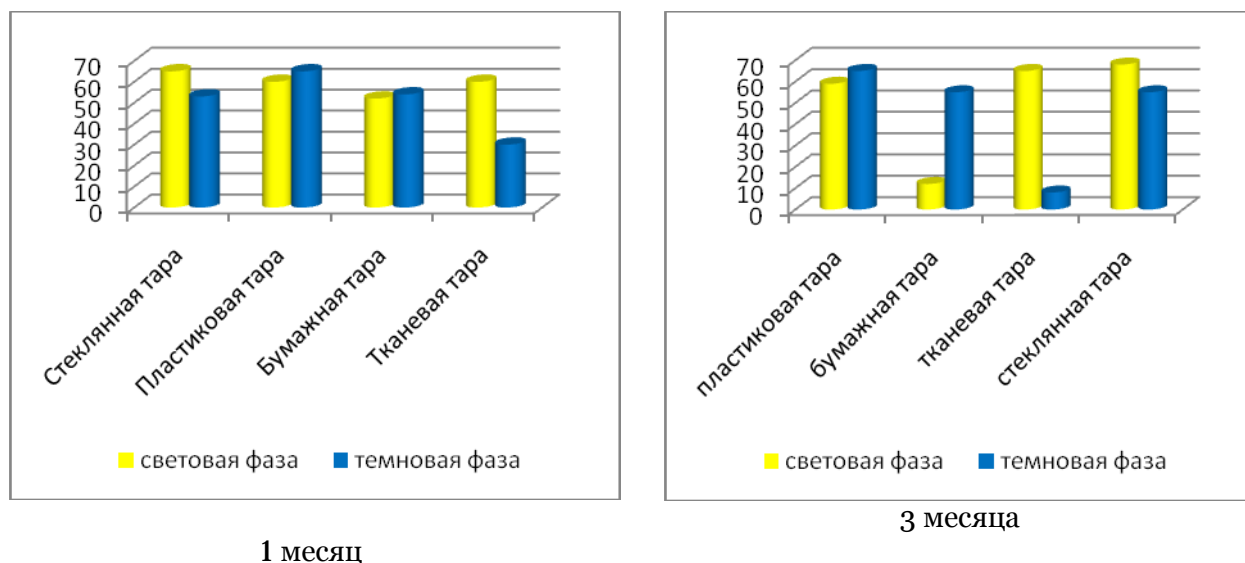 70
60
50
40
30
20
10
0
Стеклянная тара
Пластиковая тара
Бумажная тара
Тканевая тара
световая фаза темновая фаза
1 месяц
70
60
50
40
30
20
10
0
пластиковая тара
бумажная тара
тканевая тара
стеклянная тара
световая фаза темновая фаза
3 месяца